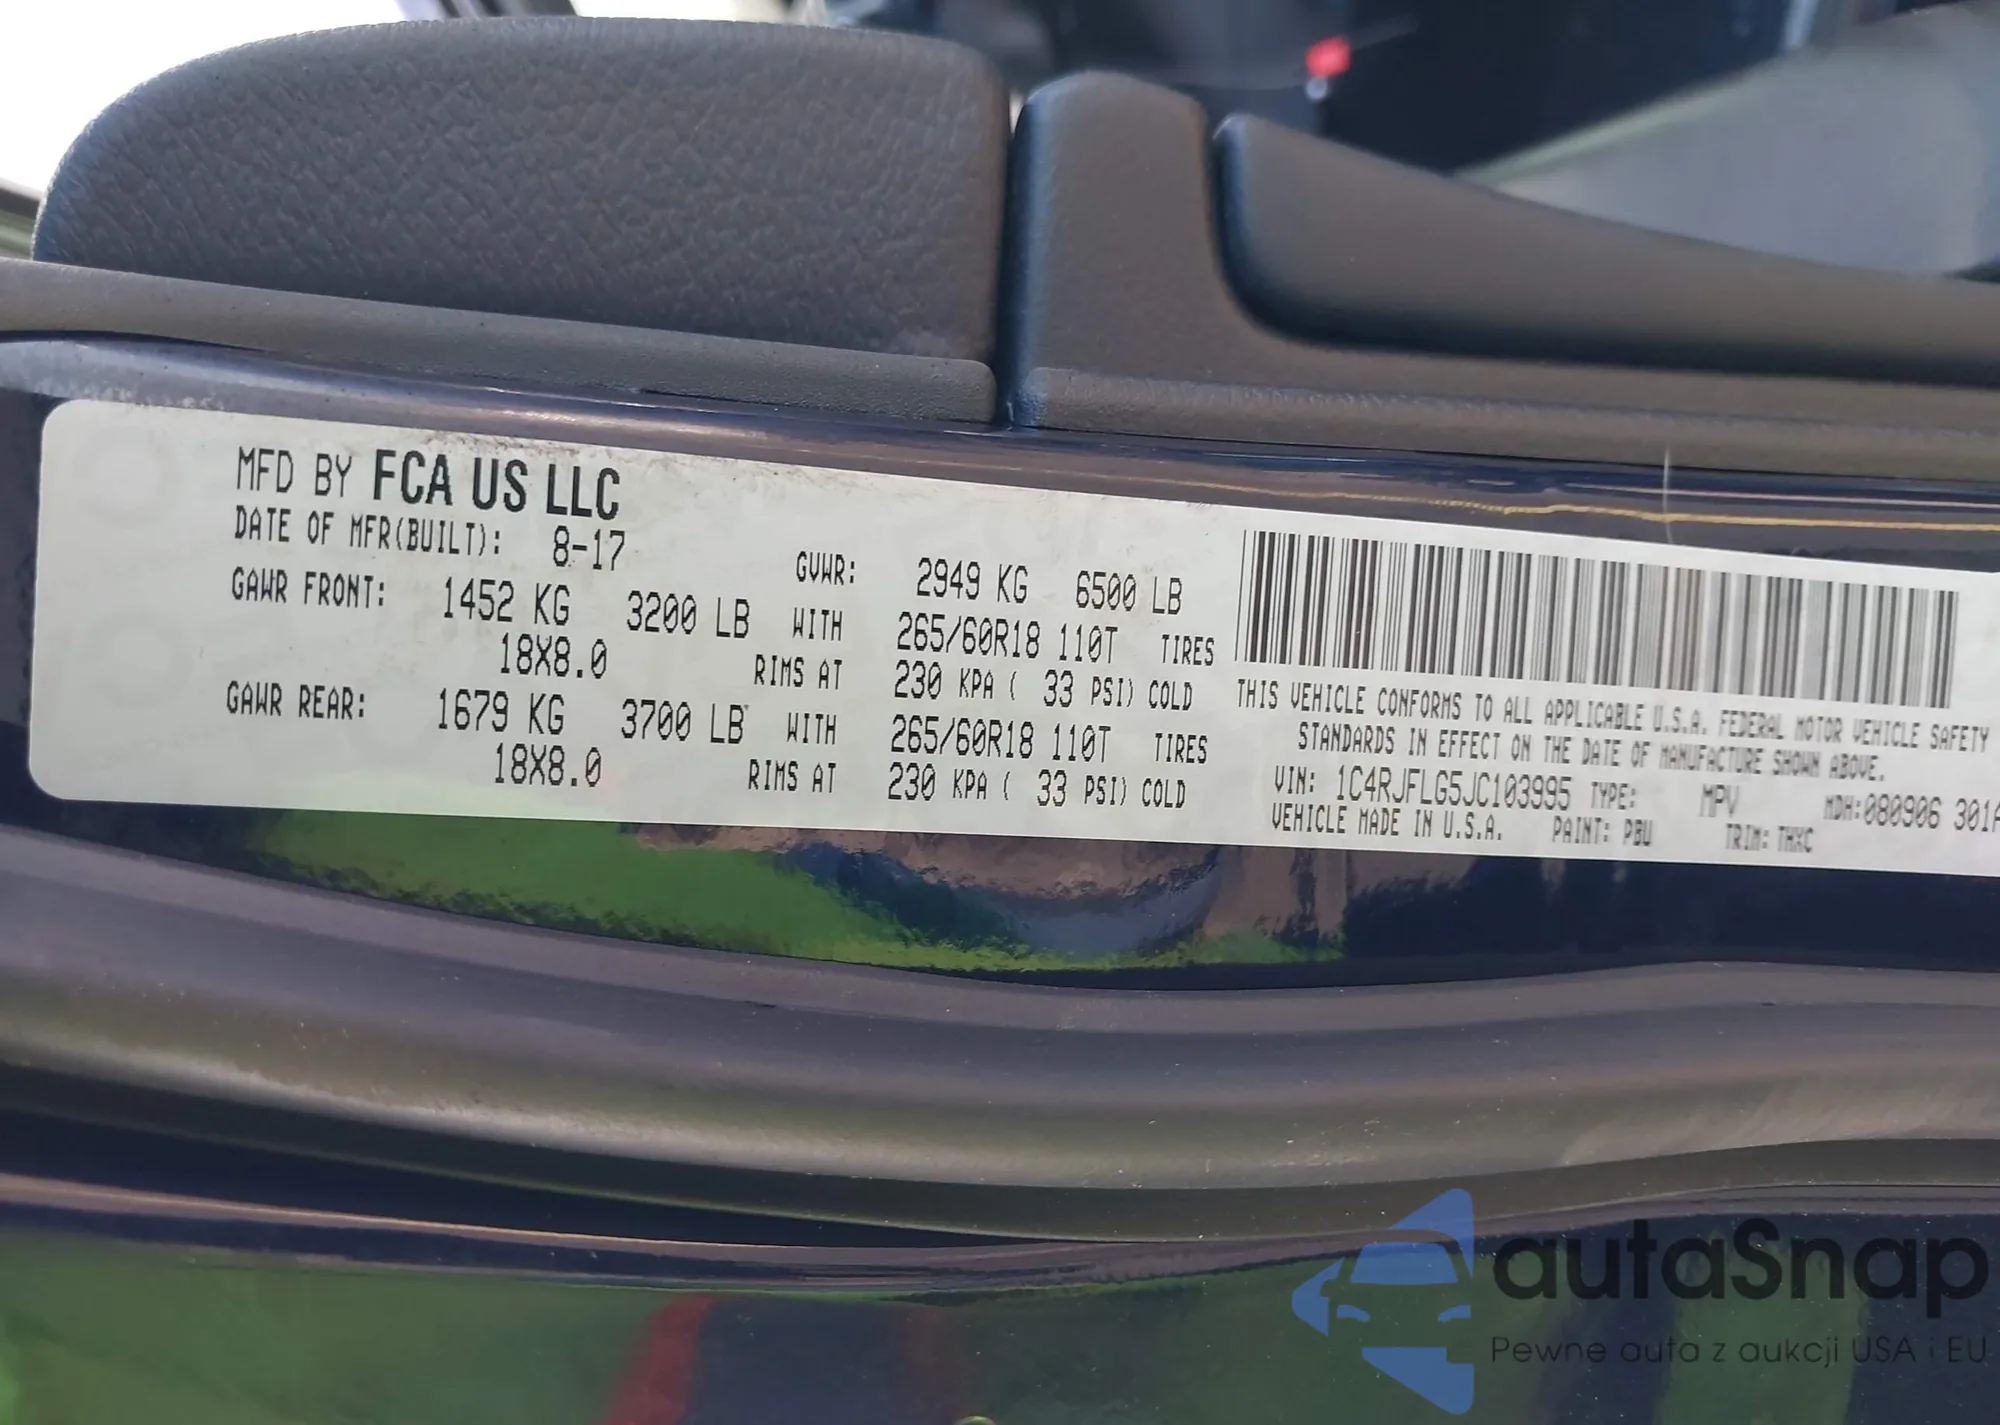 MFD BY FCA US LLC
DATE OF MFR(BUILT): 8-17
GVWR: 2949 KG 6500 LB
GAWR FRONT: 1452 KG 3200 LB WITH 265/60R18 110T TIRES
18X8.0 RIMS AT 230 KPA ( 33 PSI) COLD
GAWR REAR: 1679 KG 3700 LB WITH 265/60R18 110T TIRES
18X8.0 RIMS AT 230 KPA ( 33 PSI) COLD
THIS VEHICLE CONFORMS TO ALL APPLICABLE U.S.A. FEDERAL MOTOR VEHICLE SAFETY
STANDARDS IN EFFECT ON THE DATE OF MANUFACTURE SHOWN ABOVE.
VIN: 1C4RJFLG5JC103995 TYPE: MPV MDH:080906 301A
VEHICLE MADE IN U.S.A. PAINT: PBU TRIM: THXC
autaSnap
Pewne auta z aukcji USA i EU